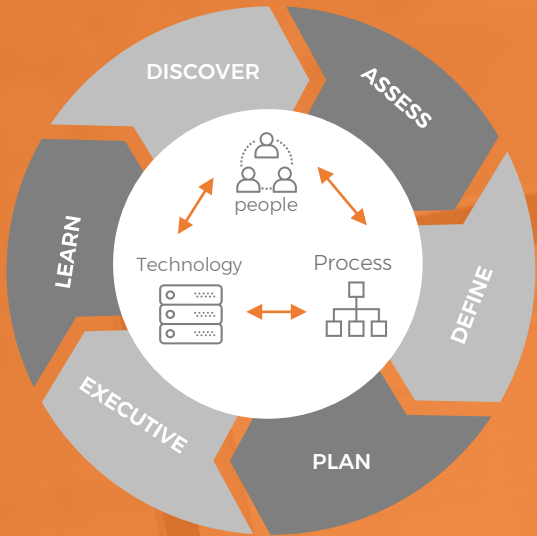 DISCOVER
ASSESS
DEFINE
PLAN
EXECUTIVE
LEARN
people
Technology
Process